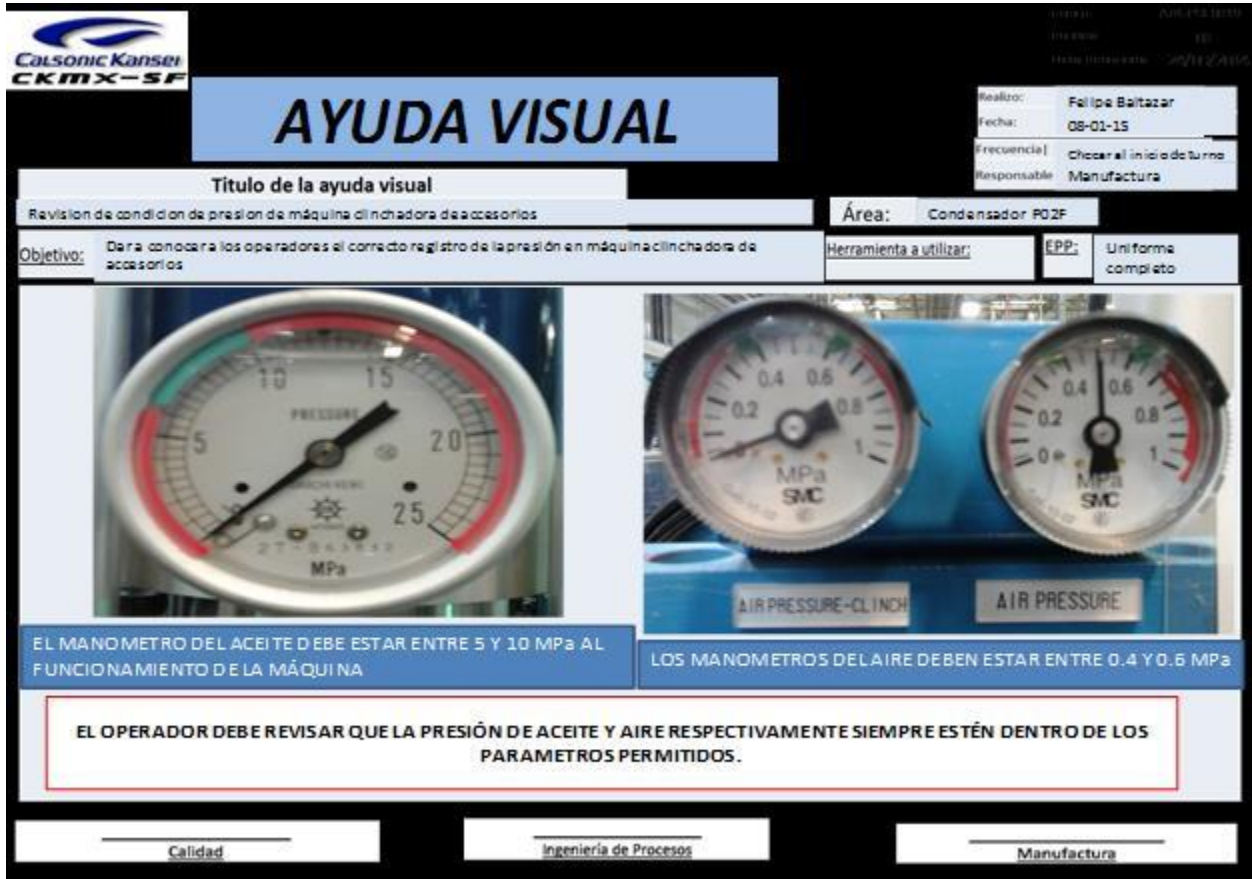 CALSONIC KANSEI
CKMX-SF
AYUDA VISUAL
Realizo: Felipe Baltazar
Fecha: 08-01-15
Frecuencia| Checar al inicio de turno
Responsable Manufactura
Titulo de la ayuda visual
Revision de condicion de presion de máquina clinchadora de accesorios
Área: Condensador P02F
Objetivo: Dar a conocer a los operadores el correcto registro de la presión en máquina clinchadora de
accesorios
Herramienta a utilizar:
EPP: Uniforme
completo
10 15
PRESSURE
5 20
0 25
MPa
0.4 0.6
0.2 0.8
0 1
MPa
SMC
AIR PRESSURE-CLINCH
0.4 0.6
0.2 0.8
0 1
MPa
SMC
AIR PRESSURE
EL MANOMETRO DEL ACEITE DEBE ESTAR ENTRE 5 Y 10 MPa AL
FUNCIONAMIENTO DE LA MÁQUINA
LOS MANOMETROS DEL AIRE DEBEN ESTAR ENTRE 0.4 Y 0.6 MPa
EL OPERADOR DEBE REVISAR QUE LA PRESIÓN DE ACEITE Y AIRE RESPECTIVAMENTE SIEMPRE ESTÉN DENTRO DE LOS
PARAMETROS PERMITIDOS.
Calidad
Ingeniería de Procesos
Manufactura